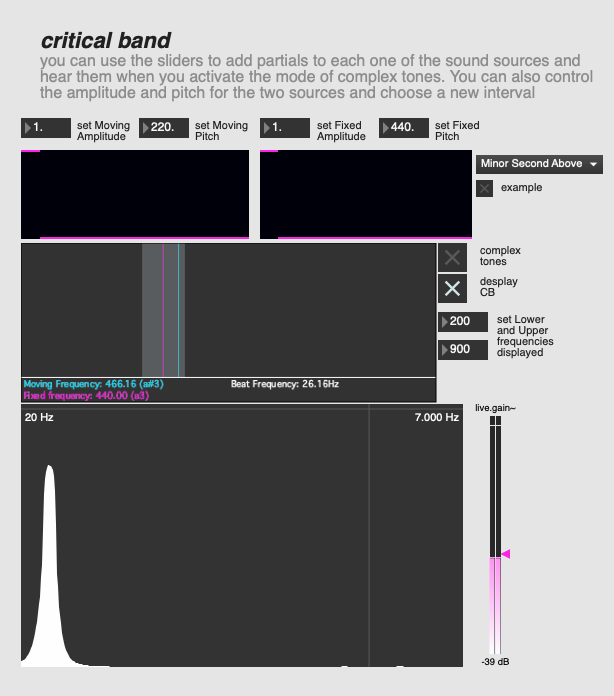 critical band
you can use the sliders to add partials to each one of the sound sources and
hear them when you activate the mode of complex tones. You can also control
the amplitude and pitch for the two sources and choose a new interval
1. set Moving Amplitude 220. set Moving Pitch 1. set Fixed Amplitude 440. set Fixed Pitch
Minor Second Above
example
complex
tones
desplay
CB
200
900
set Lower
and Upper
frequencies
displayed
Moving Frequency: 466.16 (a#3) Beat Frequency: 26.16Hz
Fixed frequency: 440.00 (a3)
live.gain~
20 Hz 7.000 Hz
-39 dB